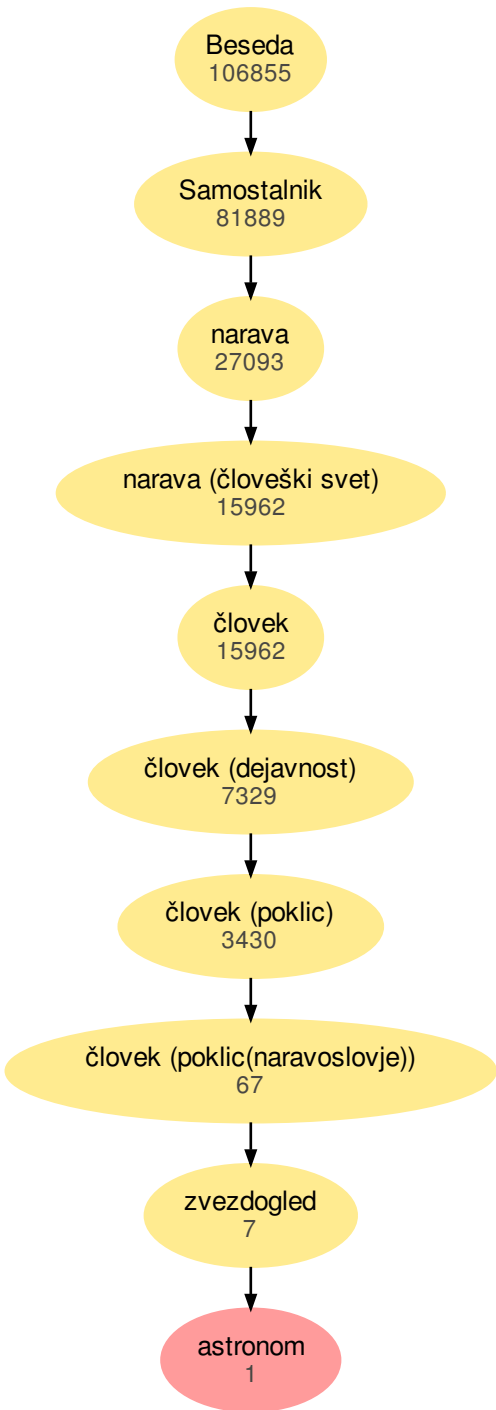 Beseda
106855
Samostalnik
81889
narava
27093
narava (človeški svet)
15962
človek
15962
človek (dejavnost)
7329
človek (poklic)
3430
človek (poklic(naravoslovje))
67
zvezdogled
7
astronom
1